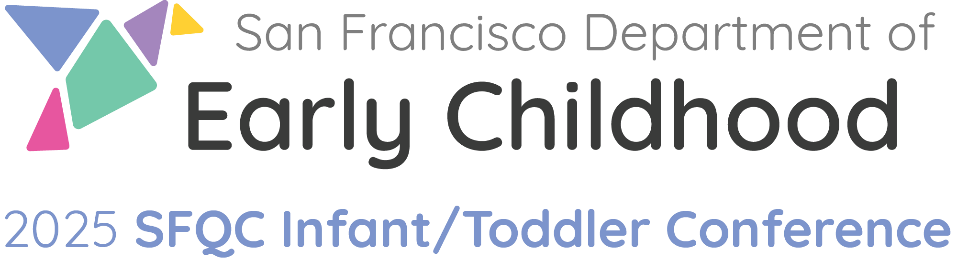 San Francisco Department of
Early Childhood
2025 SFQC Infant/Toddler Conference